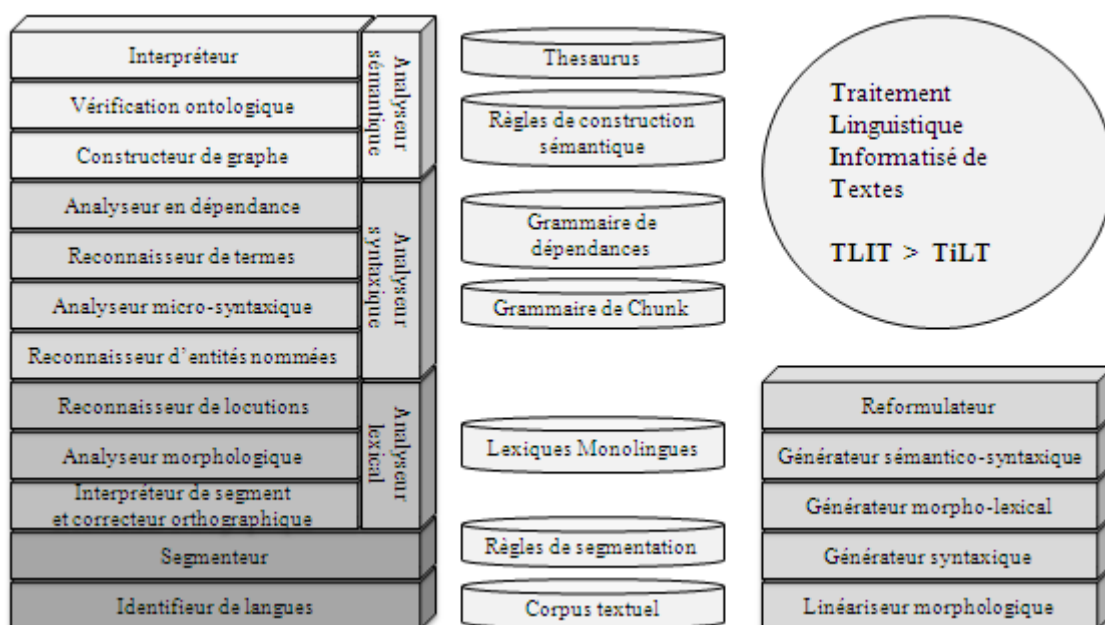 Interpréteur
Vérification ontologique
Constructeur de graphe
Analyseur en dépendance
Reconnaisseur de termes
Analyseur micro-syntaxique
Reconnaisseur d’entités nommées
Reconnaisseur de locutions
Analyseur morphologique
Interpréteur de segment
et correcteur orthographique
Segmenteur
Identifieur de langues
Analyseur
sémantique
Analyseur
syntaxique
Analyseur
lexical
Thesaurus
Règles de construction
sémantique
Grammaire de
dépendances
Grammaire de Chunk
Lexiques Monolingues
Règles de segmentation
Corpus textuel
Traitement
Linguistique
Informatisé de
Textes
TLIT > TiLT
Reformulateur
Générateur sémantico-syntaxique
Générateur morpho-lexical
Générateur syntaxique
Linéariseur morphologique